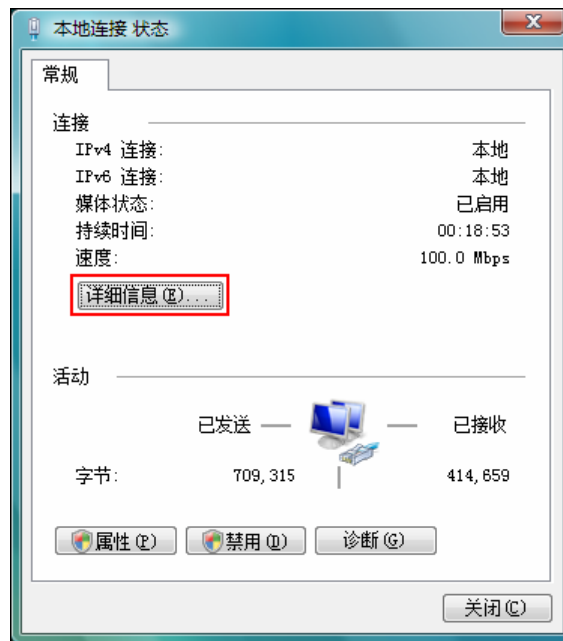 本地连接 状态
常规
连接
IPv4 连接: 本地
IPv6 连接: 本地
媒体状态: 已启用
持续时间: 00:18:53
速度: 100.0 Mbps
详细信息(E)...
活动
已发送 — — 已接收
字节: 709,315 414,659
属性(P) 禁用(D) 诊断(G)
关闭(C)